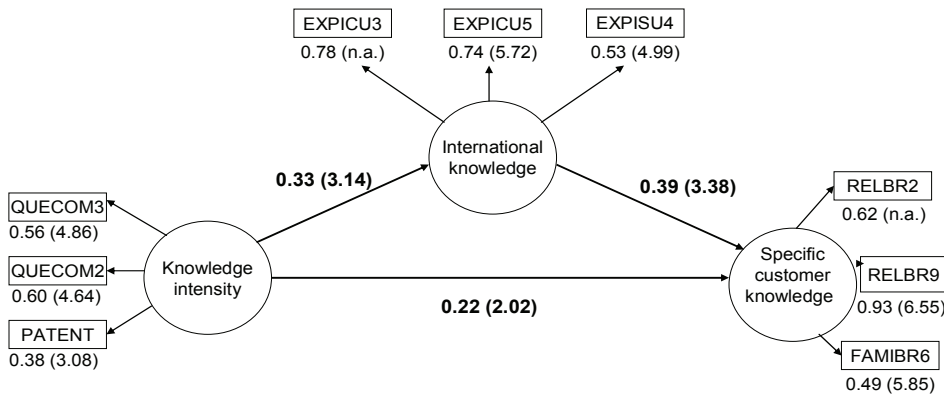 EXPICU3
0.78 (n.a.)
EXPICU5
0.74 (5.72)
EXPISU4
0.53 (4.99)
International
knowledge
0.33 (3.14)
0.39 (3.38)
QUECOM3
0.56 (4.86)
QUECOM2
0.60 (4.64)
PATENT
0.38 (3.08)
Knowledge
intensity
0.22 (2.02)
Specific
customer
knowledge
RELBR2
0.62 (n.a.)
RELBR9
0.93 (6.55)
FAMIBR6
0.49 (5.85)